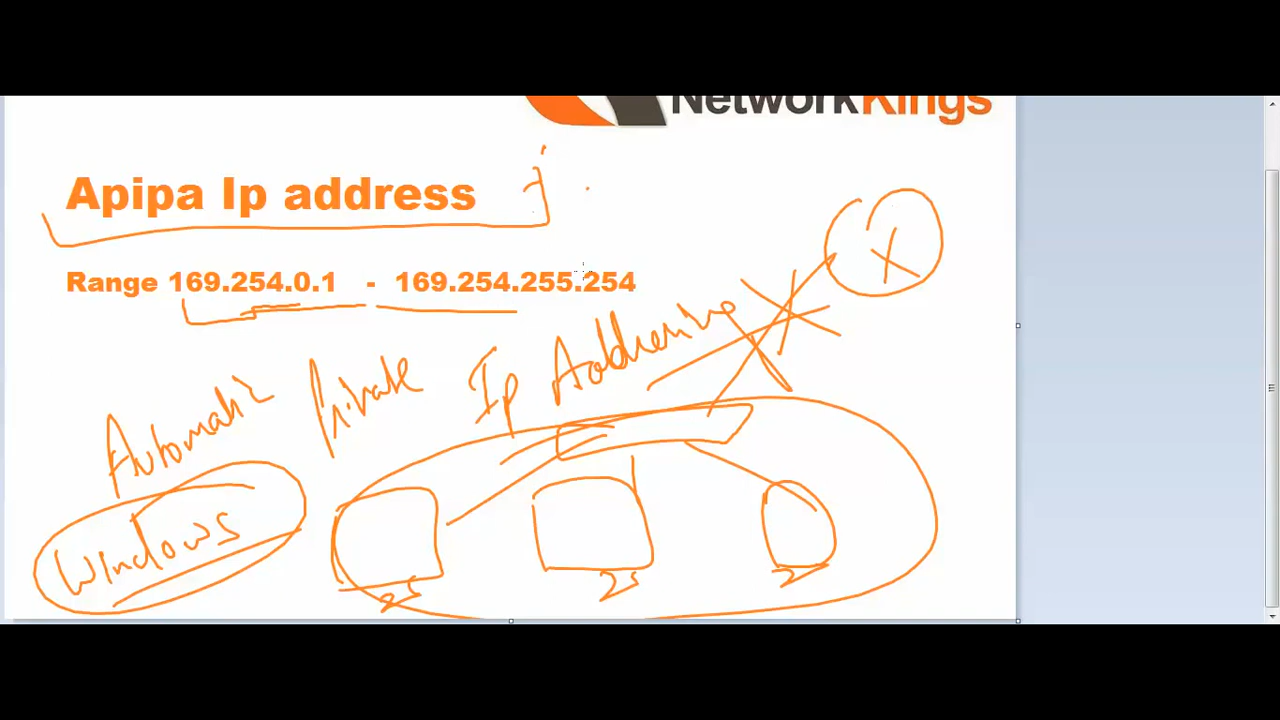 NetworkKings
Apipa Ip address
Range 169.254.0.1 - 169.254.255.254
Automatic Private Ip Addressing
Windows
X